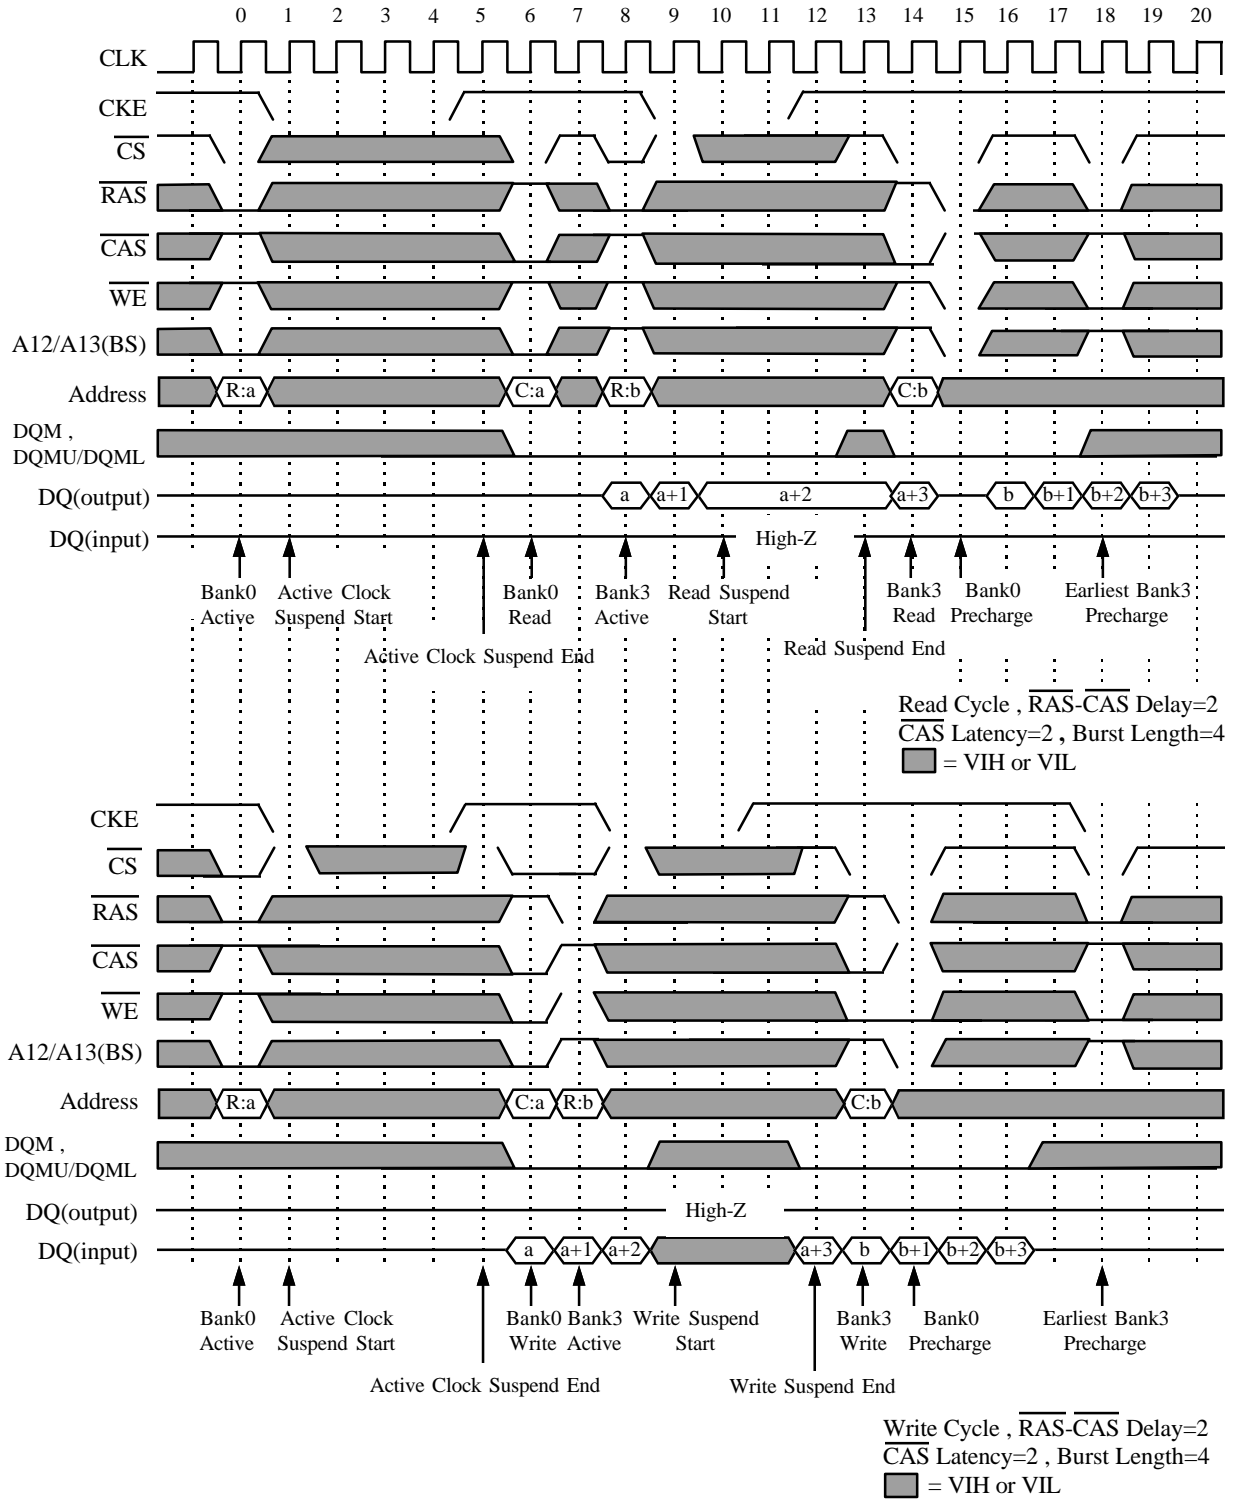 0 1 2 3 4 5 6 7 8 9 10 11 12 13 14 15 16 17 18 19 20
CLK
CKE
CS
RAS
CAS
WE
A12/A13(BS)
Address R:a C:a R:b C:b
DQM ,
DQMU/DQML
DQ(output) a a+1 a+2 a+3 b b+1 b+2 b+3
DQ(input) High-Z
Bank0 Active Clock Bank0 Bank3 Read Suspend Bank3 Bank0 Earliest Bank3
Active Suspend Start Read Active Start Read Precharge Precharge
Active Clock Suspend End Read Suspend End
Read Cycle , RAS-CAS Delay=2
CAS Latency=2 , Burst Length=4
= VIH or VIL
CKE
CS
RAS
CAS
WE
A12/A13(BS)
Address R:a C:a R:b C:b
DQM ,
DQMU/DQML
DQ(output) High-Z
DQ(input) a a+1 a+2 a+3 b b+1 b+2 b+3
Bank0 Active Clock Bank0 Bank3 Write Suspend Bank3 Bank0 Earliest Bank3
Active Suspend Start Write Active Start Write Precharge Precharge
Active Clock Suspend End Write Suspend End
Write Cycle , RAS-CAS Delay=2
CAS Latency=2 , Burst Length=4
= VIH or VIL